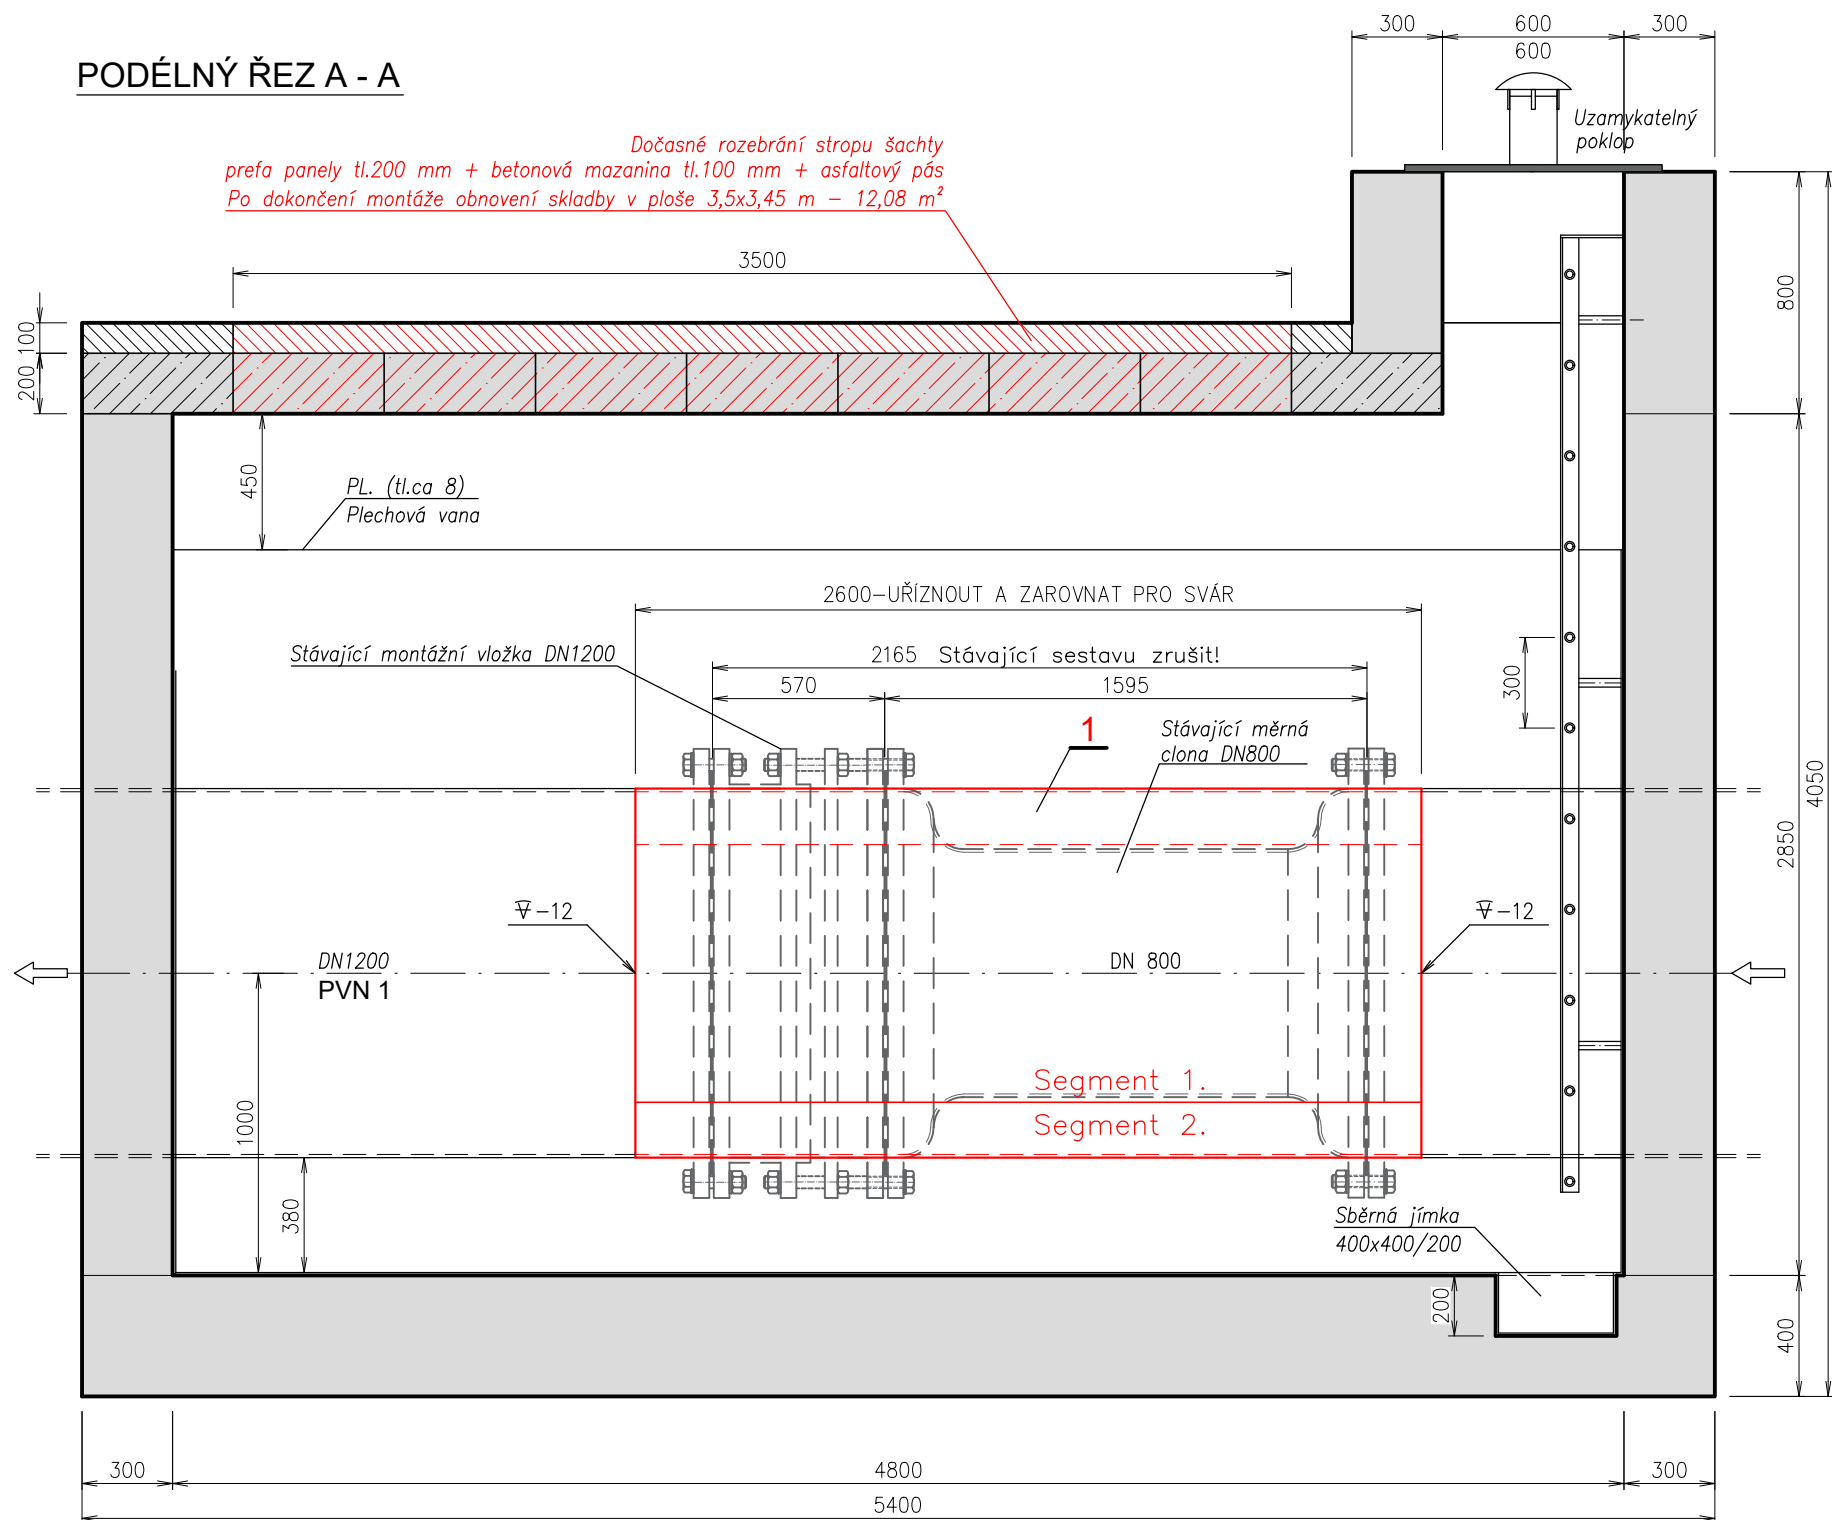 300
600
300
600
PODÉLNÝ ŘEZ A - A
Uzamykatelný
poklop
Dočasné rozebrání stropu šachty
prefa panely tl.200 mm + betonová mazanina tl.100 mm + asfaltový pás
Po dokončení montáže obnovení skladby v ploše 3,5x3,45 m – 12,08 m²
3500
800
100
200
450
PL. (tl.ca 8)
Plechová vana
2600-UŘÍZNOUT A ZAROVNAT PRO SVÁR
Stávající montážní vložka DN1200
2165 Stávající sestavu zrušit!
570
1595
300
1
Stávající měrná
clona DN800
4050
2850
-12
-12
DN1200
PVN 1
DN 800
Segment 1.
Segment 2.
1000
380
Sběrná jímka
400x400/200
200
400
300
4800
300
5400